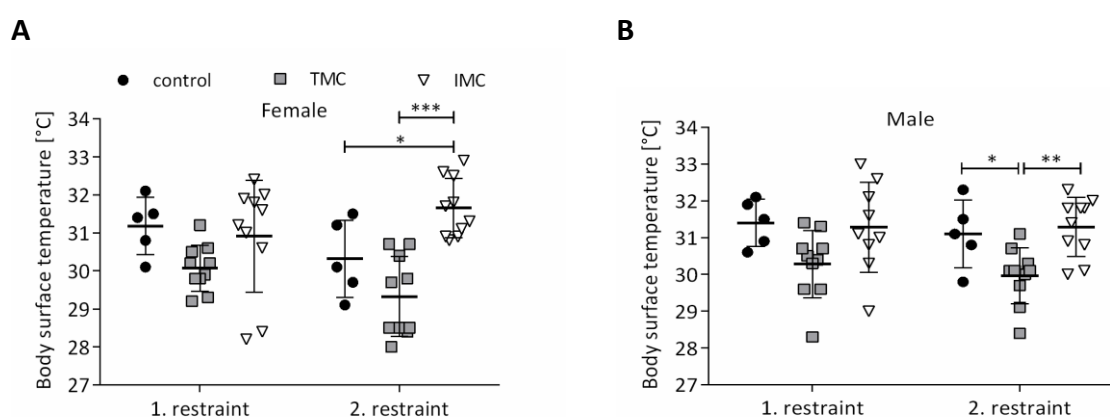 A
control TMC IMC
Female
***
*
Body surface temperature [°C]
34
33
32
31
30
29
28
27
1. restraint 2. restraint
B
Male
* **
Body surface temperature [°C]
34
33
32
31
30
29
28
27
1. restraint 2. restraint